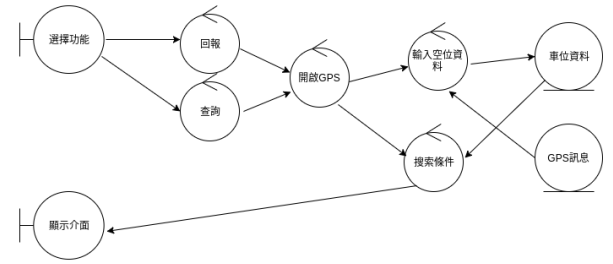 選擇功能
回報
查詢
開啟GPS
輸入空位資
料
車位資料
搜索條件
GPS訊息
顯示介面